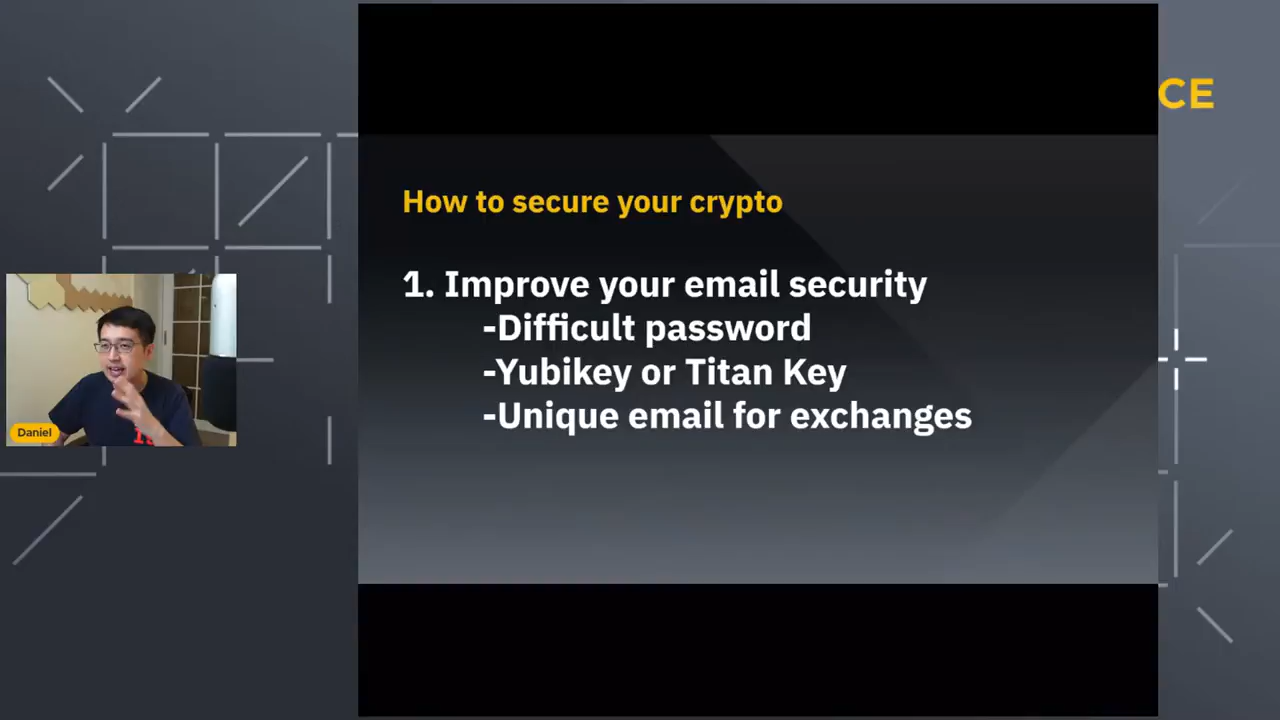 CE
How to secure your crypto
1. Improve your email security
-Difficult password
-Yubikey or Titan Key
-Unique email for exchanges
Daniel